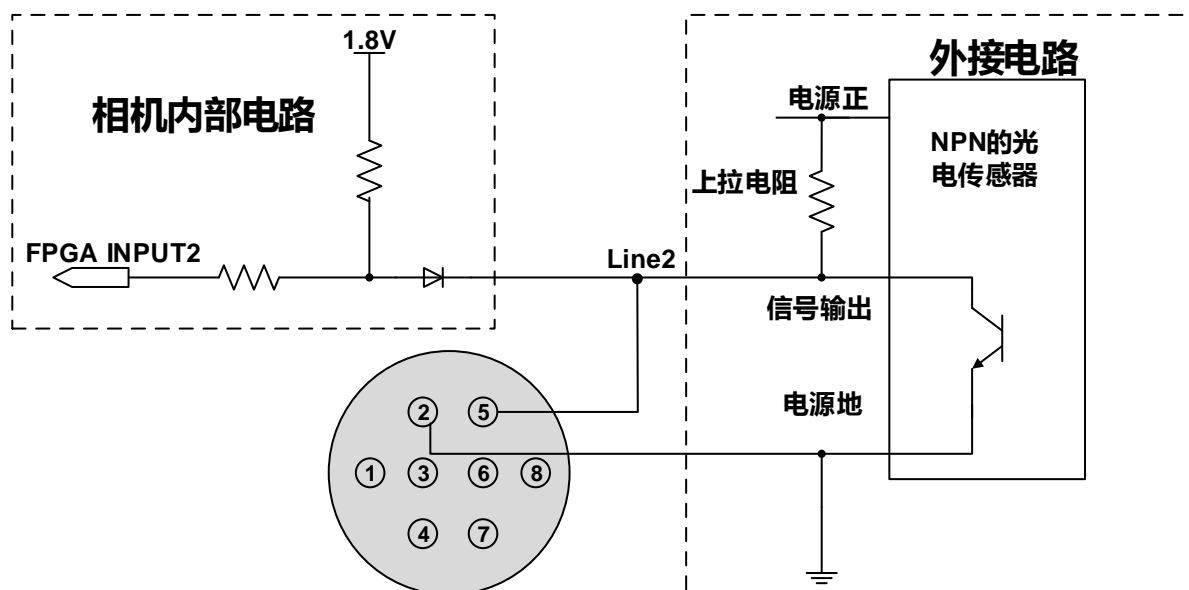 1.8V
相机内部电路
FPGA INPUT2
Line2
外接电路
电源正
NPN的光
电传感器
上拉电阻
信号输出
电源地
2
5
1
3
6
8
4
7